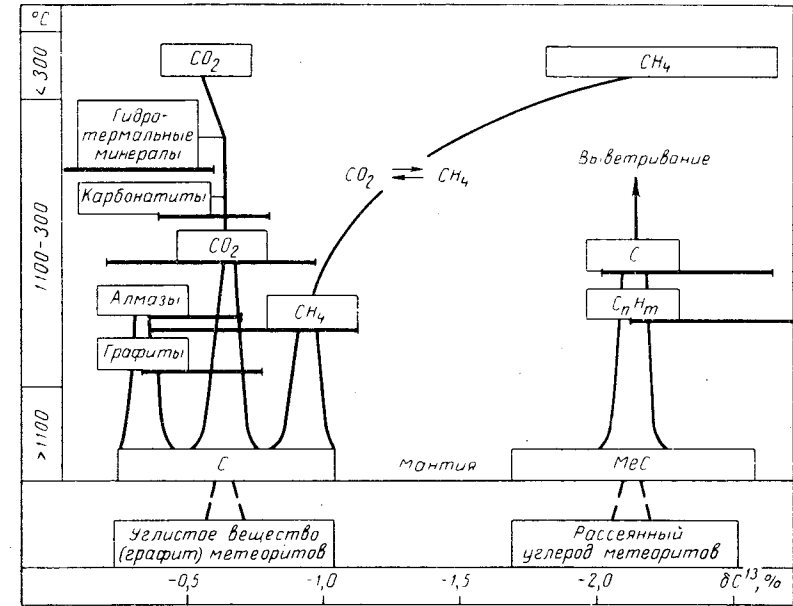 °C
<300
1100-300
>1100
CO₂
CH₄
Гидро-
термальные
минералы
Карбонатиты
CO₂
Алмазы
Графиты
CH₄
CO₂ ⇄ CH₄
Выветривание
C
CₙHₘ
C
Мантия
MeC
Углистое вещество
(графит) метеоритов
Рассеянный
углерод метеоритов
-0,5
-1,0
-1,5
-2,0
δC¹³,%